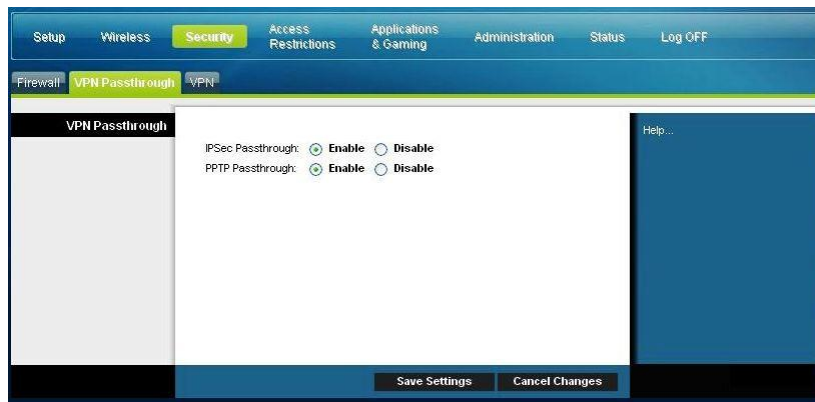 Setup Wireless Security Access Restrictions Applications & Gaming Administration Status Log OFF
Firewall VPN Passthrough VPN
VPN Passthrough
Help...
IPSec Passthrough: Enable Disable
PPTP Passthrough: Enable Disable
Save Settings Cancel Changes